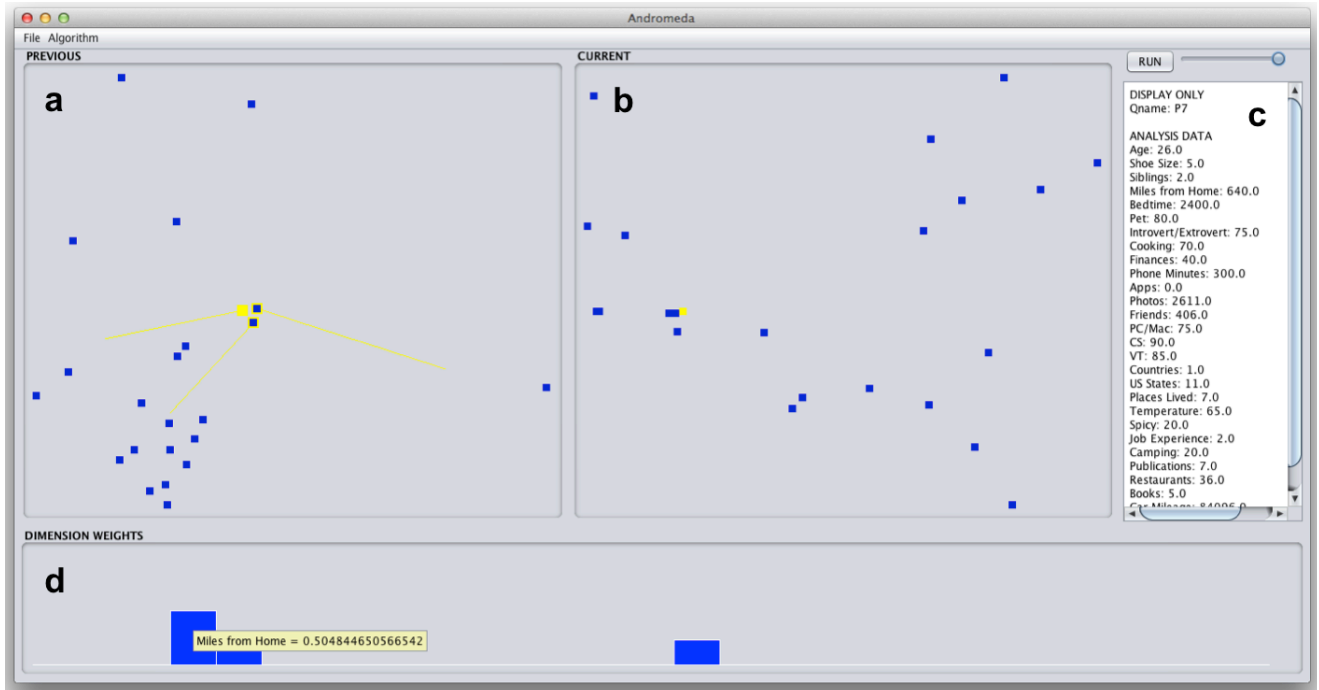 Andromeda
File Algorithm
PREVIOUS
CURRENT
RUN
a
b
c
DISPLAY ONLY
Qname: P7
ANALYSIS DATA
Age: 26.0
Shoe Size: 5.0
Siblings: 2.0
Miles from Home: 640.0
Bedtime: 2400.0
Pet: 80.0
Introvert/Extrovert: 75.0
Cooking: 70.0
Finances: 40.0
Phone Minutes: 300.0
Apps: 0.0
Photos: 2611.0
Friends: 406.0
PC/Mac: 75.0
CS: 90.0
VT: 85.0
Countries: 1.0
US States: 11.0
Places Lived: 7.0
Temperature: 65.0
Spicy: 20.0
Job Experience: 2.0
Camping: 20.0
Publications: 7.0
Restaurants: 36.0
Books: 5.0
Car Mileage: 84006.0
DIMENSION WEIGHTS
d
Miles from Home = 0.504844650566542